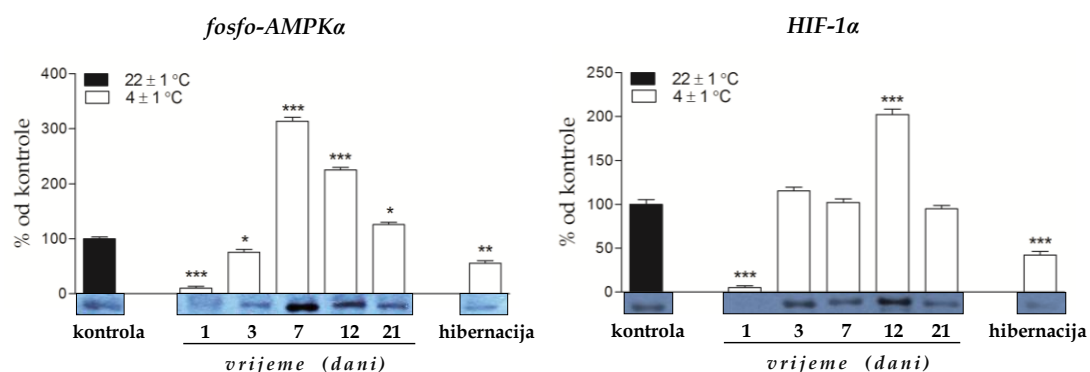 fosfo-AMPKα
% od kontrole
400
300
200
100
0
22 ± 1 °C
4 ± 1 °C
***
*
***
***
*
**
kontrola
1 3 7 12 21
hibernacija
vrijeme (dani)
HIF-1α
% od kontrole
250
200
150
100
50
0
22 ± 1 °C
4 ± 1 °C
***
***
***
kontrola
1 3 7 12 21
hibernacija
vrijeme (dani)